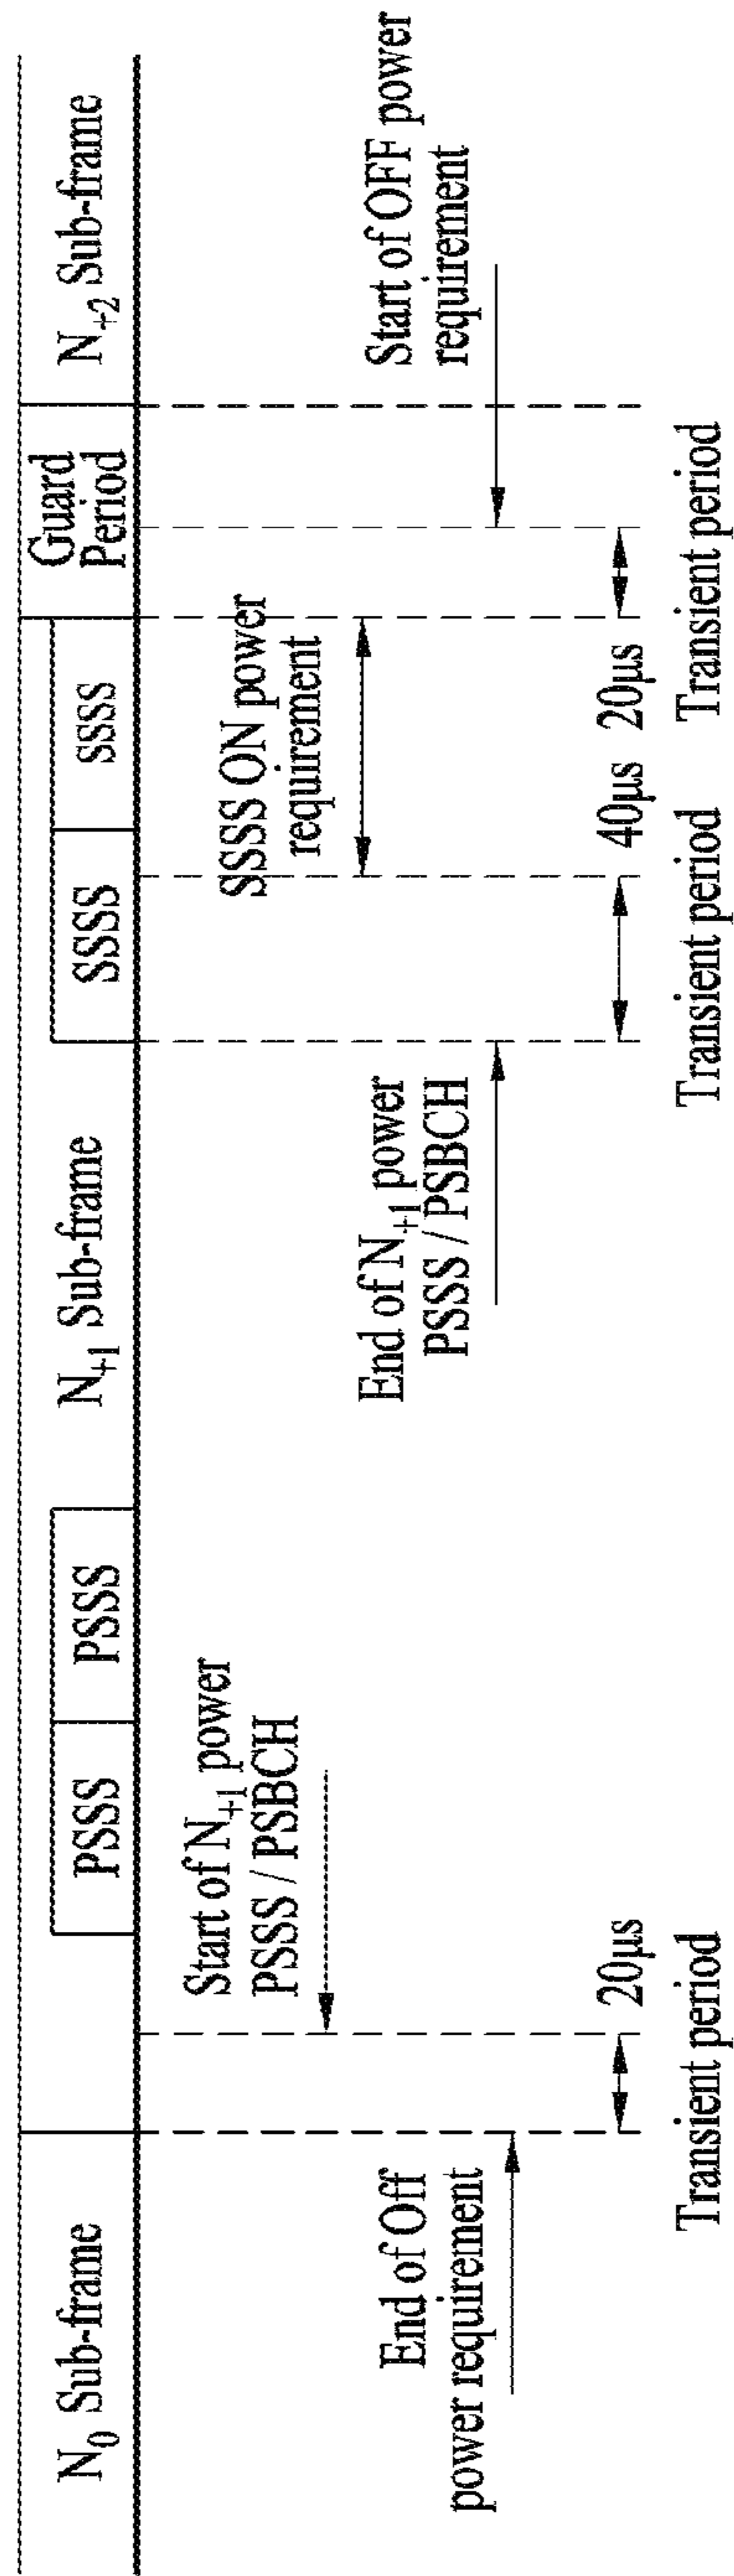 N0 Sub-frame
PSSS
PSSS
N+1 Sub-frame
SSSS
SSSS
Guard
Period
N+2 Sub-frame
Start of N+1 power
PSSS / PSBCH
SSSS ON power
requirement
End of Off
power requirement
End of N+1 power
PSSS / PSBCH
Start of OFF power
requirement
20μs
Transient period
40μs
Transient period
20μs
Transient period